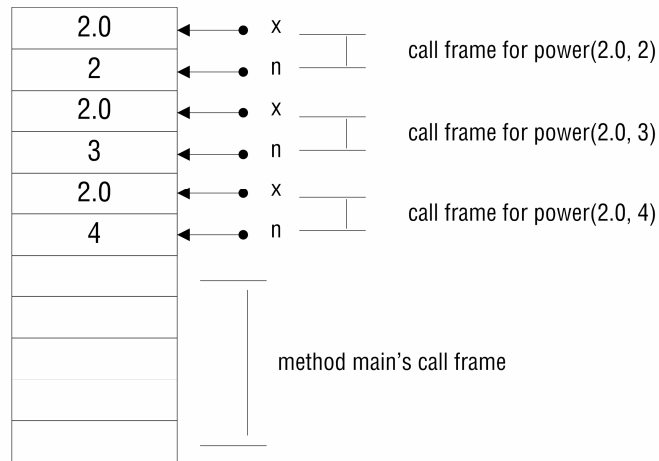 2.0 x
call frame for power(2.0, 2)
2 n
2.0 x
call frame for power(2.0, 3)
3 n
2.0 x
call frame for power(2.0, 4)
4 n
method main's call frame